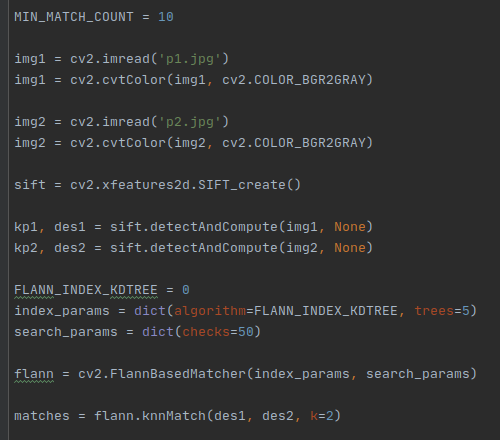 MIN_MATCH_COUNT = 10
img1 = cv2.imread('p1.jpg')
img1 = cv2.cvtColor(img1, cv2.COLOR_BGR2GRAY)
img2 = cv2.imread('p2.jpg')
img2 = cv2.cvtColor(img2, cv2.COLOR_BGR2GRAY)
sift = cv2.xfeatures2d.SIFT_create()
kp1, des1 = sift.detectAndCompute(img1, None)
kp2, des2 = sift.detectAndCompute(img2, None)
FLANN_INDEX_KDTREE = 0
index_params = dict(algorithm=FLANN_INDEX_KDTREE, trees=5)
search_params = dict(checks=50)
flann = cv2.FlannBasedMatcher(index_params, search_params)
matches = flann.knnMatch(des1, des2, k=2)